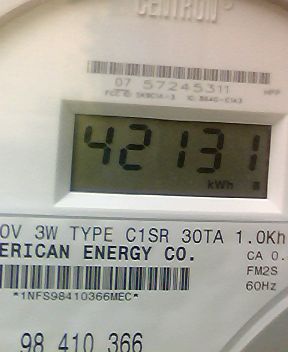 CENTRON
07 57245311
42131
kWh
0V 3W TYPE C1SR 30TA 1.0Kh
ERICAN ENERGY CO.
CA 0.
FM2S
60Hz
*1NFS98410366MEC*
98 410 366